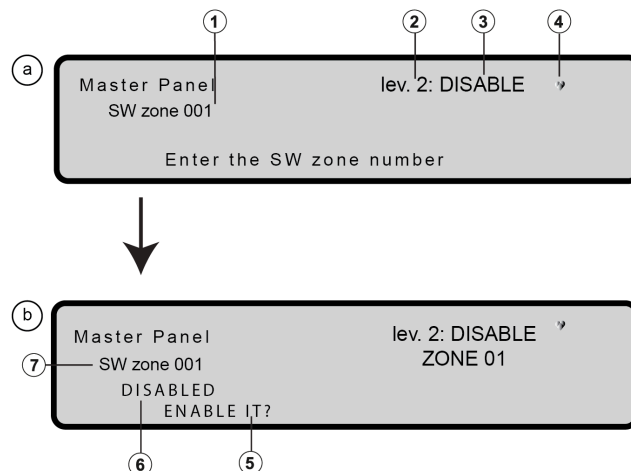 1 2 3 4
a
Master Panel lev. 2: DISABLE
SW zone 001
Enter the SW zone number
b
Master Panel lev. 2: DISABLE
7 SW zone 001 ZONE 01
DISABLED
ENABLE IT?
6 5